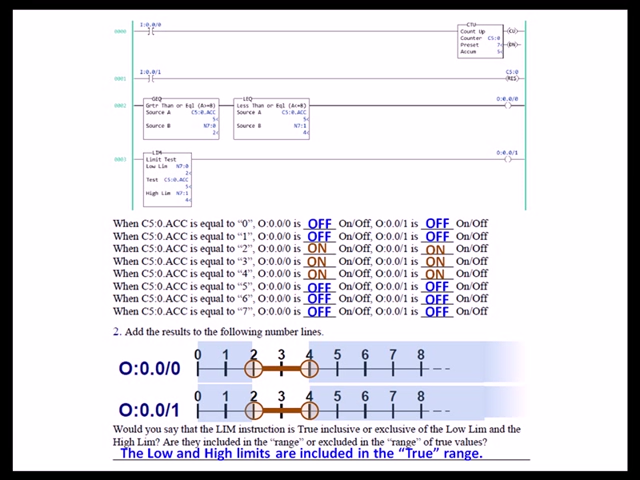 I:0.0/0
CTU
0000
Count Up
(CU)
Counter C5:0
Preset 7<
(DN)
Accum 5<
I:0.0/1
C5:0
0001
(RES)
GEQ
LEQ
O:0.0/0
0002
Grtr Than or Eql (A>=B)
Less Than or Eql (A<=B)
Source A C5:0.ACC
Source A C5:0.ACC
5<
5<
Source B N7:0
Source B N7:1
2<
4<
LIM
O:0.0/1
0003
Limit Test
Low Lim N7:0
2<
Test C5:0.ACC
5<
High Lim N7:1
4<
When C5:0.ACC is equal to “0”, O:0.0/0 is OFF On/Off, O:0.0/1 is OFF On/Off
When C5:0.ACC is equal to “1”, O:0.0/0 is OFF On/Off, O:0.0/1 is OFF On/Off
When C5:0.ACC is equal to “2”, O:0.0/0 is ON On/Off, O:0.0/1 is ON On/Off
When C5:0.ACC is equal to “3”, O:0.0/0 is ON On/Off, O:0.0/1 is ON On/Off
When C5:0.ACC is equal to “4”, O:0.0/0 is ON On/Off, O:0.0/1 is ON On/Off
When C5:0.ACC is equal to “5”, O:0.0/0 is OFF On/Off, O:0.0/1 is OFF On/Off
When C5:0.ACC is equal to “6”, O:0.0/0 is OFF On/Off, O:0.0/1 is OFF On/Off
When C5:0.ACC is equal to “7”, O:0.0/0 is OFF On/Off, O:0.0/1 is OFF On/Off
2. Add the results to the following number lines.
0 1 2 3 4 5 6 7 8
O:0.0/0
0 1 2 3 4 5 6 7 8
O:0.0/1
Would you say that the LIM instruction is True inclusive or exclusive of the Low Lim and the
High Lim? Are they included in the “range” or excluded in the “range” of true values?
The Low and High limits are included in the “True” range.